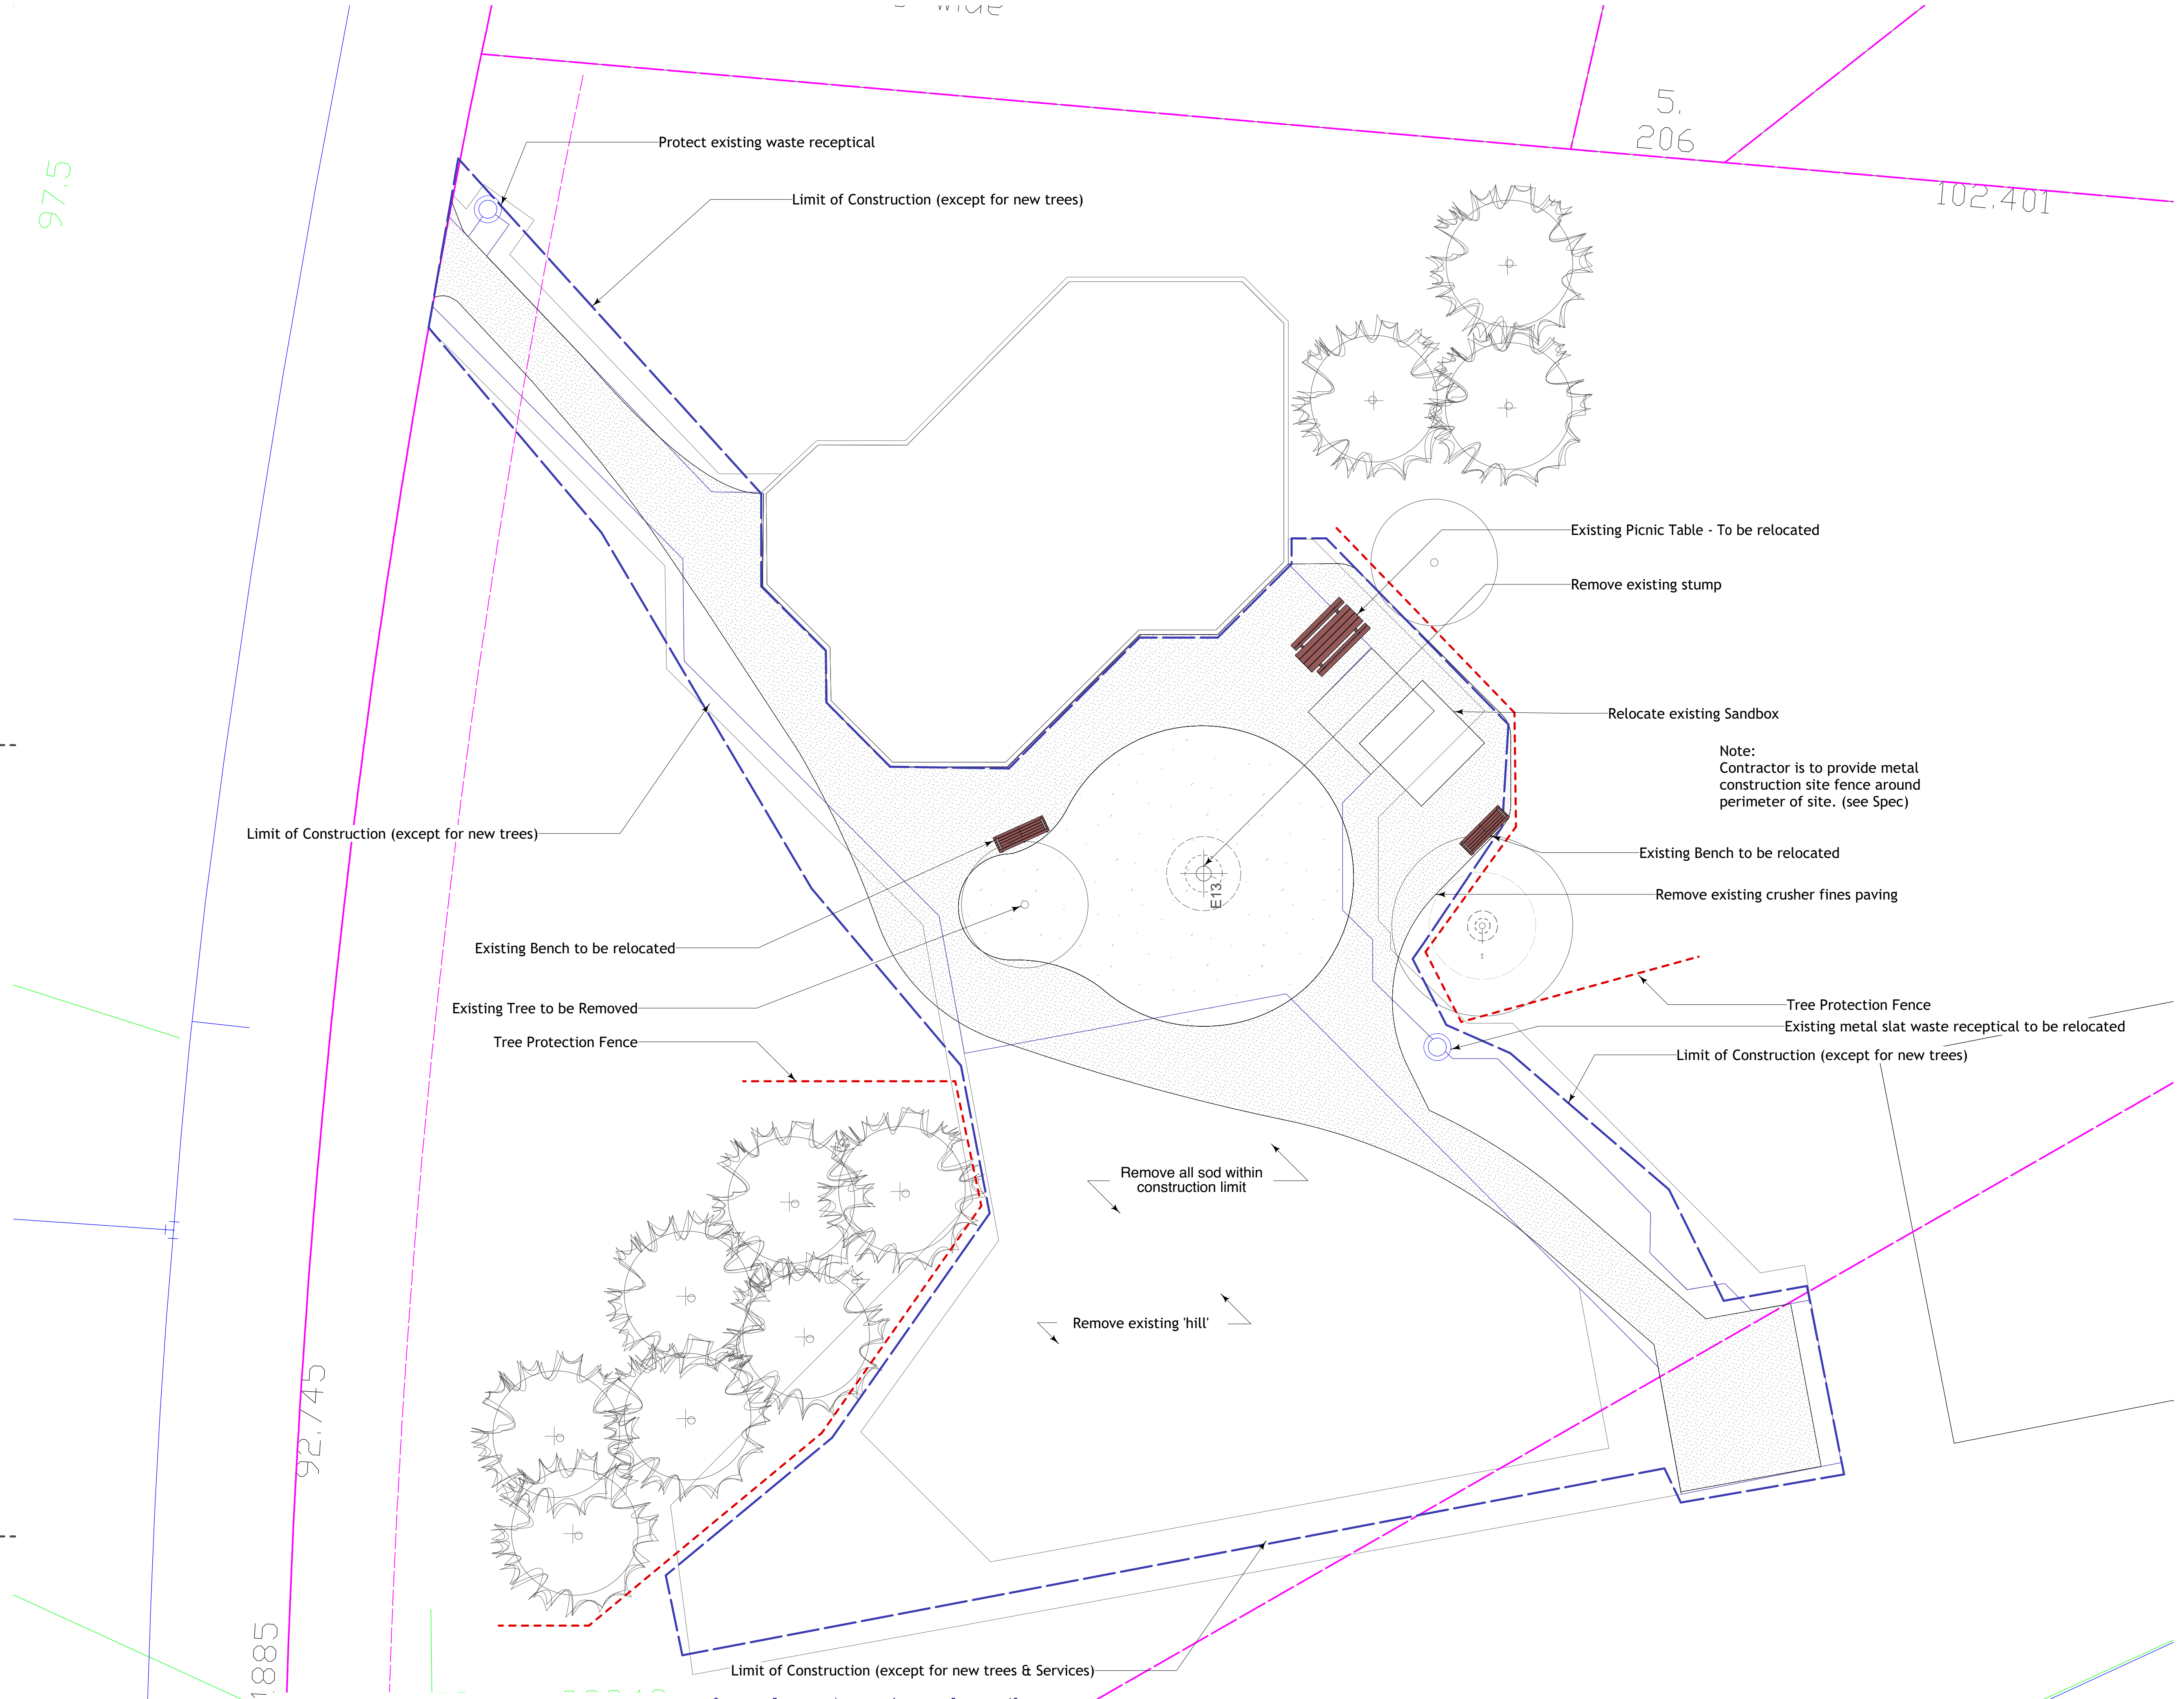 5,
206
102.401
97.5
Protect existing waste receptical
Limit of Construction (except for new trees)
Existing Picnic Table - To be relocated
Remove existing stump
Relocate existing Sandbox
Note:
Contractor is to provide metal
construction site fence around
perimeter of site. (see Spec)
Limit of Construction (except for new trees)
Existing Bench to be relocated
Remove existing crusher fines paving
E13
Existing Bench to be relocated
Existing Tree to be Removed
Tree Protection Fence
Tree Protection Fence
Existing metal slat waste receptical to be relocated
Limit of Construction (except for new trees)
Remove all sod within
construction limit
Remove existing 'hill'
92.745
Limit of Construction (except for new trees & Services)